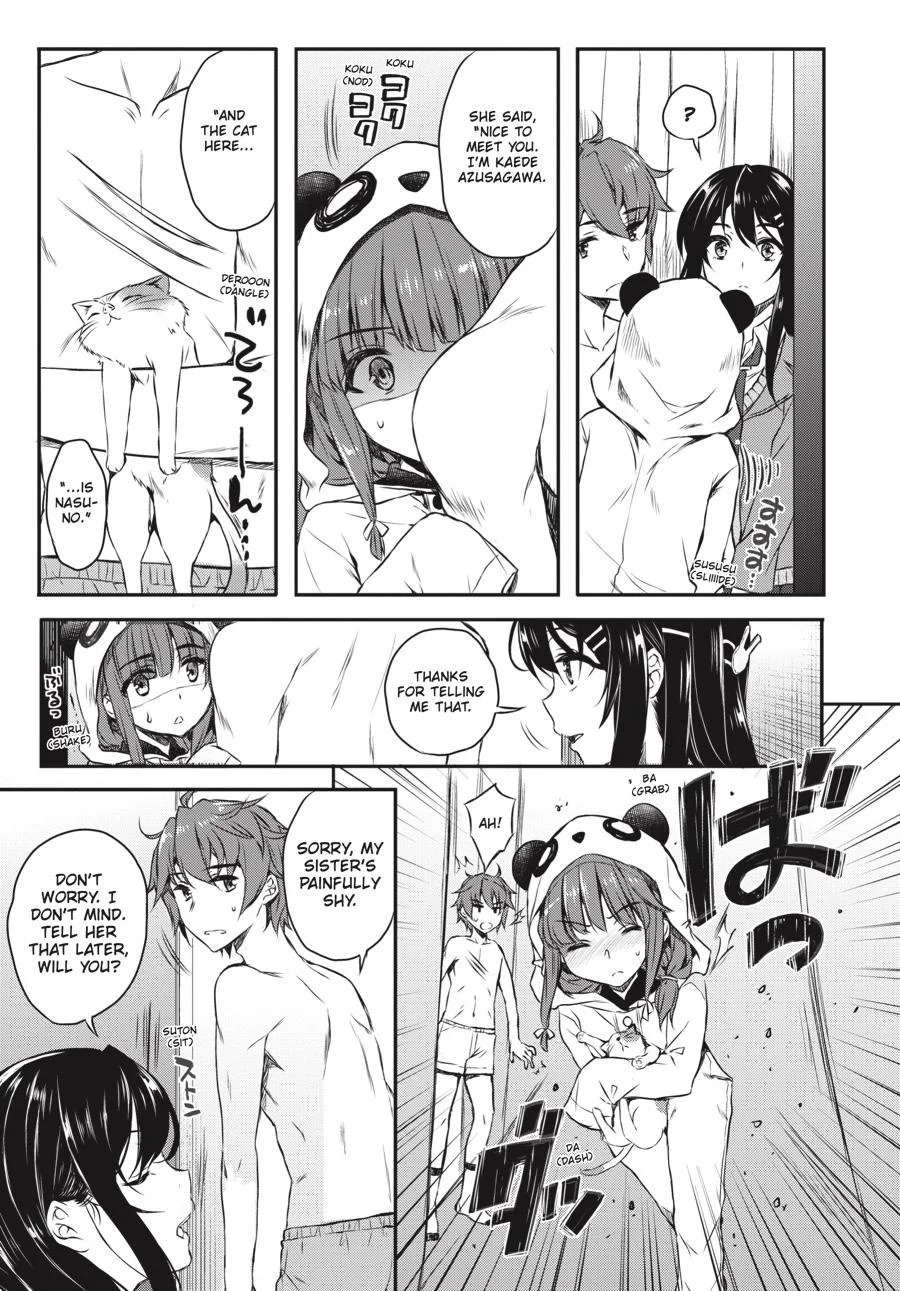 ?
すすす…
SUSUSU
(SLIIIIDE)
SHE SAID,
"NICE TO
MEET YOU.
I'M KAEDE
AZUSAGAWA.
KOKU
KOKU
(NOD)
コク
コク
"AND
THE CAT
HERE...
DEROOON
(DANGLE)
でろーん…
"...IS
NASU-
NO."
THANKS
FOR TELLING
ME THAT.
ぶるっ
BURU
(SHAKE)
BA
(GRAB)
ばっ
AH!
DA
(DASH)
ダッ
SORRY, MY
SISTER'S
PAINFULLY
SHY.
DON'T
WORRY. I
DON'T MIND.
TELL HER
THAT LATER,
WILL YOU?
SUTON
(SIT)
ストン